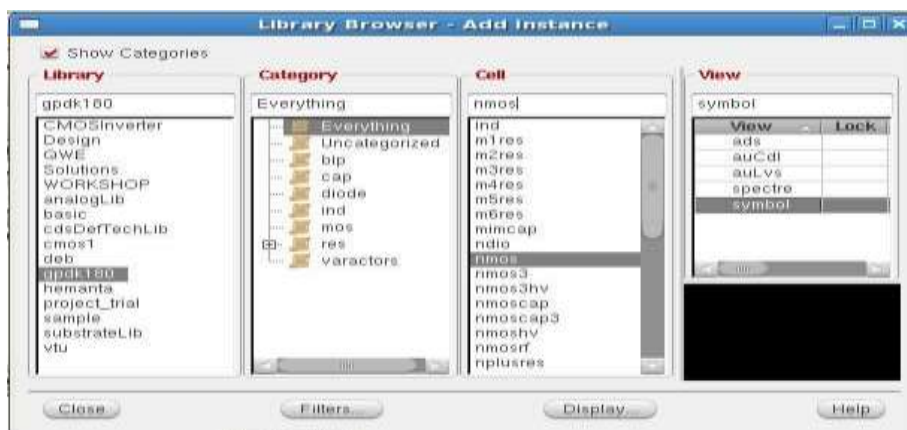 Library Browser - Add Instance
Show Categories
Library
gpdk180
CMOSInverter
Design
QWE
Solutions
WORKSHOP
analogLib
basic
cdsDefTechLib
cmos1
deb
gpdk180
hemanta
project_trial
sample
substrateLib
vtu
Category
Everything
Everything
Uncategorized
bip
cap
diode
ind
mos
res
varactors
Cell
nmos
ind
m1res
m2res
m3res
m4res
m5res
m6res
mimcap
ndio
nmos
nmos3
nmos3hv
nmoscap
nmoscap3
nmoshv
nmosrf
nplusres
View
symbol
View Lock
ads
auCdl
auLvs
spectre
symbol
Close
Filters...
Display...
Help